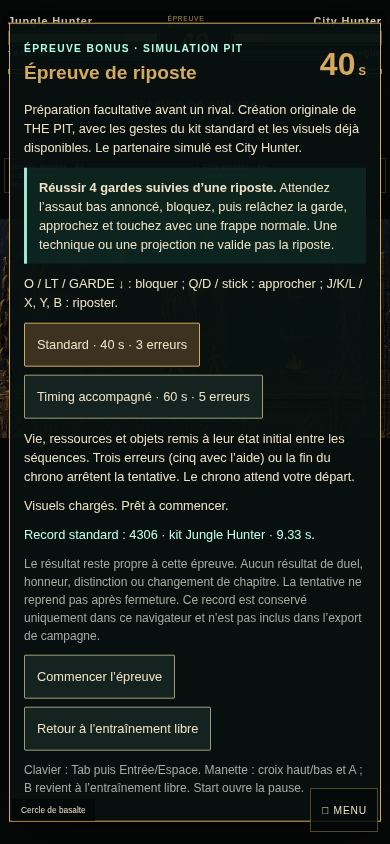 Jungle Hunter
ÉPREUVE
City Hunter
ÉPREUVE BONUS · SIMULATION PIT
Épreuve de riposte
40 s
Préparation facultative avant un rival. Création originale de
THE PIT, avec les gestes du kit standard et les visuels déjà
disponibles. Le partenaire simulé est City Hunter.
Réussir 4 gardes suivies d’une riposte. Attendez
l’assaut bas annoncé, bloquez, puis relâchez la garde,
approchez et touchez avec une frappe normale. Une
technique ou une projection ne valide pas la riposte.
O / LT / GARDE ↓ : bloquer ; Q/D / stick : approcher ; J/K/L /
X, Y, B : riposter.
Standard · 40 s · 3 erreurs
Timing accompagné · 60 s · 5 erreurs
Vie, ressources et objets remis à leur état initial entre les
séquences. Trois erreurs (cinq avec l’aide) ou la fin du
chrono arrêtent la tentative. Le chrono attend votre départ.
Visuels chargés. Prêt à commencer.
Record standard : 4306 · kit Jungle Hunter · 9.33 s.
Le résultat reste propre à cette épreuve. Aucun résultat de duel,
honneur, distinction ou changement de chapitre. La tentative ne
reprend pas après fermeture. Ce record est conservé
uniquement dans ce navigateur et n’est pas inclus dans l’export
de campagne.
Commencer l’épreuve
Retour à l’entraînement libre
Clavier : Tab puis Entrée/Espace. Manette : croix haut/bas et A ;
B revient à l’entraînement libre. Start ouvre la pause.
Cercle de basalte
MENU